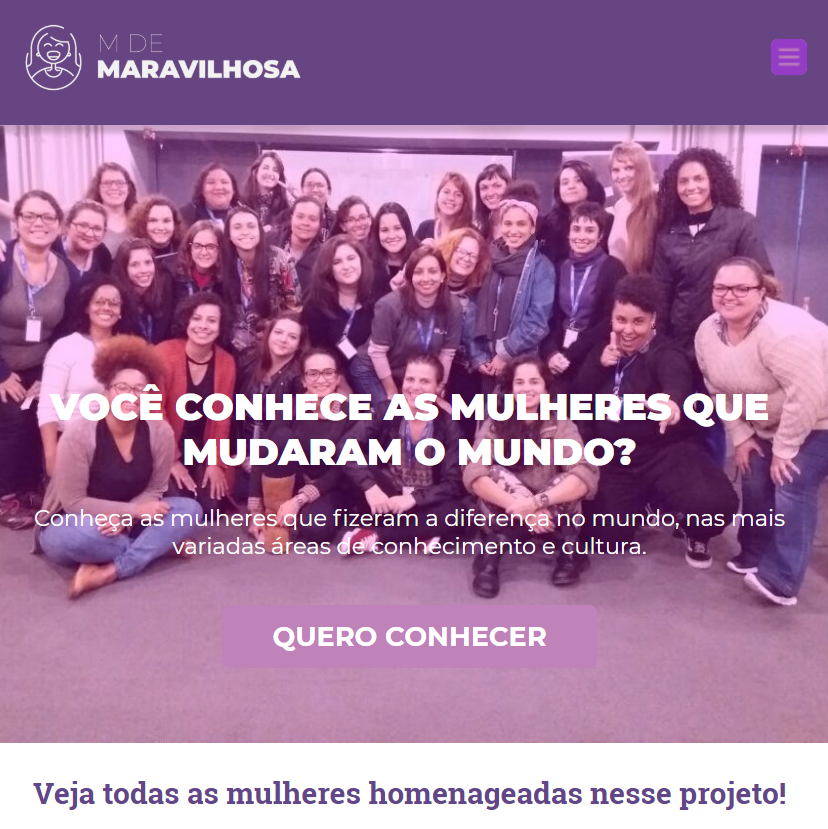 M DE
MARAVILHOSA
VOCÊ CONHECE AS MULHERES QUE
MUDARAM O MUNDO?
Conheça as mulheres que fizeram a diferença no mundo, nas mais
variadas áreas de conhecimento e cultura.
QUERO CONHECER
Veja todas as mulheres homenageadas nesse projeto!